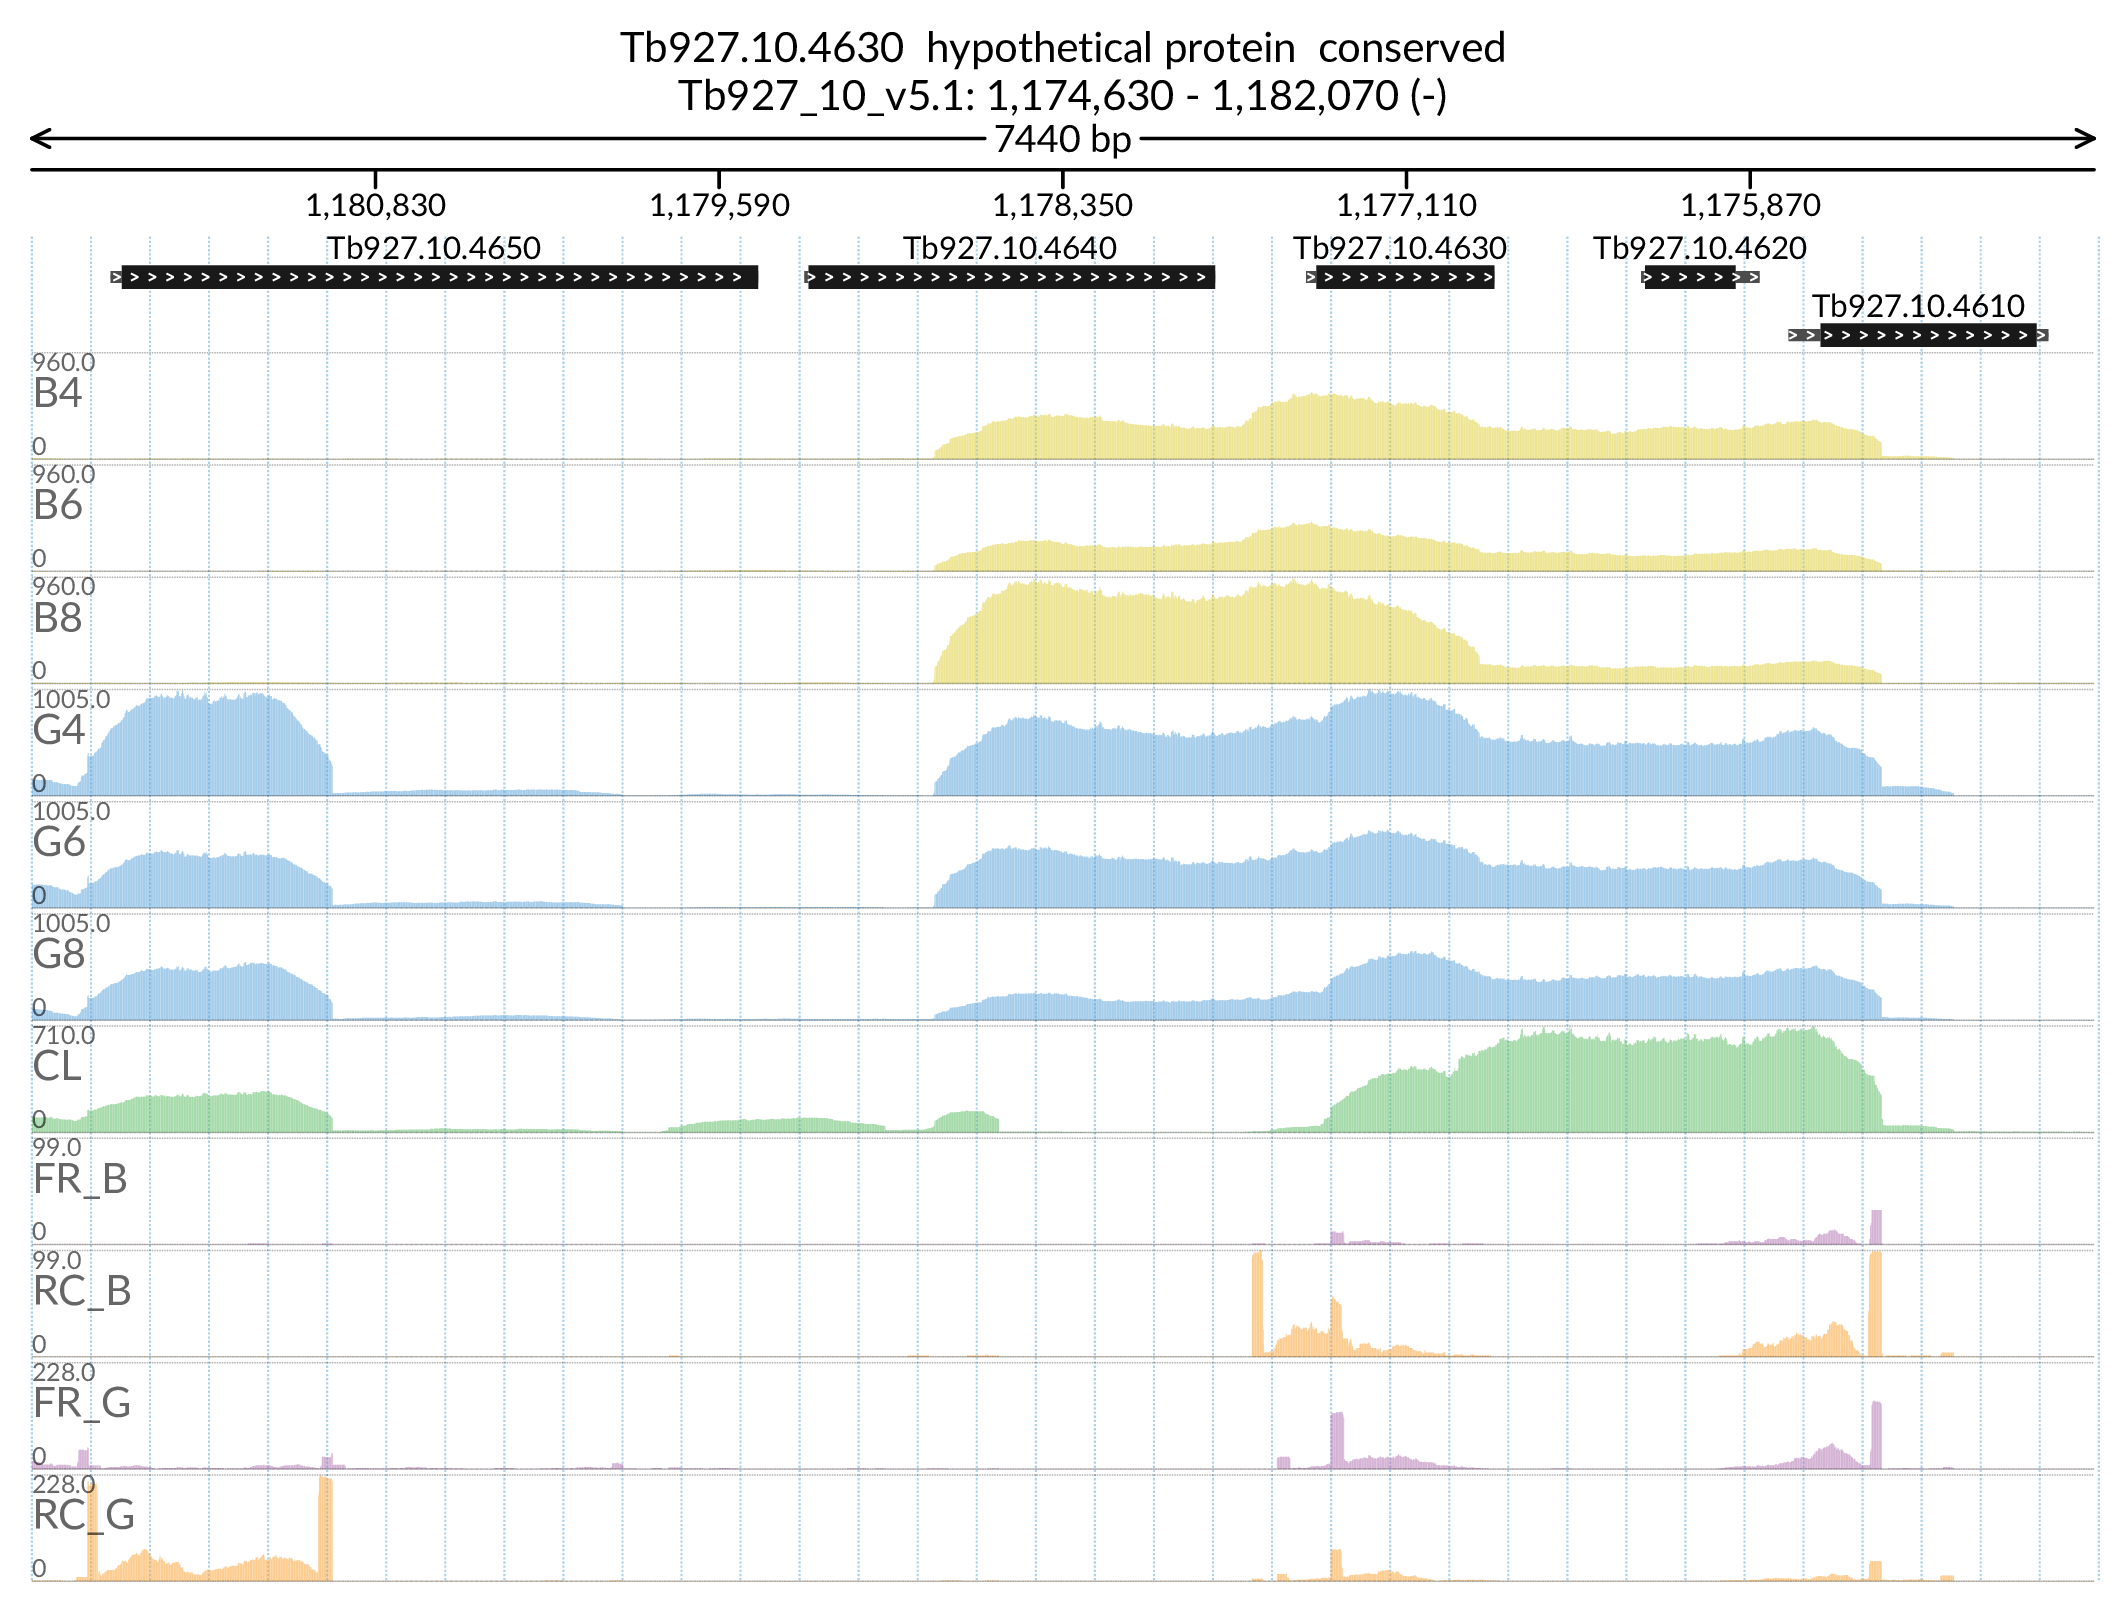 Tb927.10.4630  hypothetical protein  conserved
Tb927_10_v5.1: 1,174,630 - 1,182,070 (-)
7440 bp
1,180,830 1,179,590 1,178,350 1,177,110 1,175,870
Tb927.10.4650 Tb927.10.4640 Tb927.10.4630 Tb927.10.4620
Tb927.10.4610
960.0
B4
0
960.0
B6
0
960.0
B8
0
1005.0
G4
0
1005.0
G6
0
1005.0
G8
0
710.0
CL
0
99.0
FR_B
0
99.0
RC_B
0
228.0
FR_G
0
228.0
RC_G
0